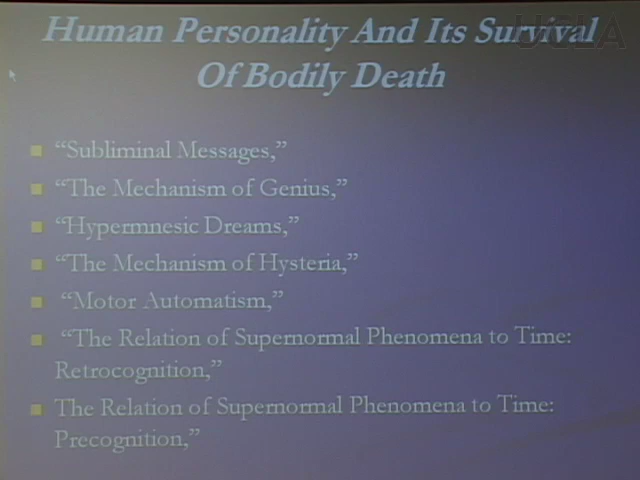 UCLA
Human Personality And Its Survival
Of Bodily Death
“Subliminal Messages,”
“The Mechanism of Genius,”
“Hypermnesic Dreams,”
“The Mechanism of Hysteria,”
“Motor Automatism,”
“The Relation of Supernormal Phenomena to Time:
Retrocognition,”
The Relation of Supernormal Phenomena to Time:
Precognition,”